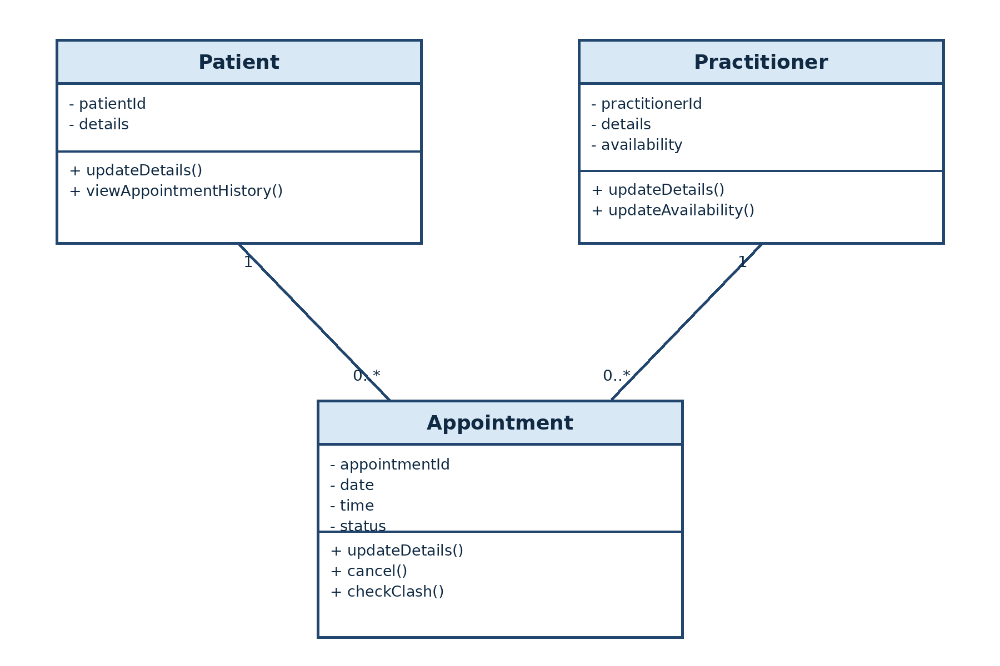 Patient
- patientId
- details
+ updateDetails()
+ viewAppointmentHistory()
Practitioner
- practitionerId
- details
- availability
+ updateDetails()
+ updateAvailability()
1
1
0..*
0..*
Appointment
- appointmentId
- date
- time
- status
+ updateDetails()
+ cancel()
+ checkClash()